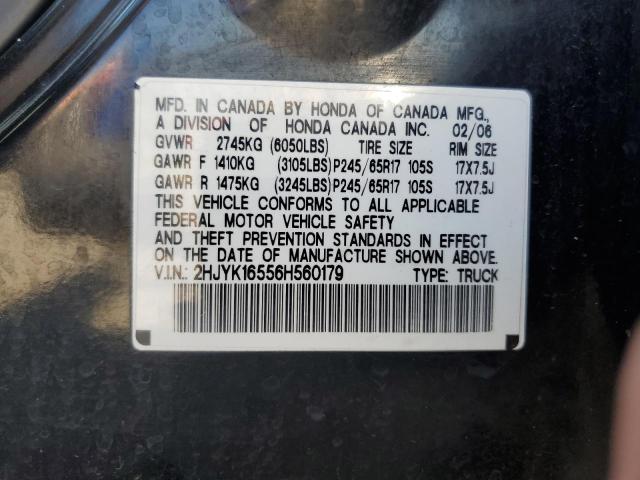 MFD. IN CANADA BY HONDA OF CANADA MFG.,
A DIVISION OF HONDA CANADA INC. 02/06
GVWR 2745KG (6050LBS) TIRE SIZE RIM SIZE
GAWR F 1410KG (3105LBS)P245/65R17 105S 17X7.5J
GAWR R 1475KG (3245LBS)P245/65R17 105S 17X7.5J
THIS VEHICLE CONFORMS TO ALL APPLICABLE
FEDERAL MOTOR VEHICLE SAFETY
AND THEFT PREVENTION STANDARDS IN EFFECT
ON THE DATE OF MANUFACTURE SHOWN ABOVE.
V.I.N.: 2HJYK16556H560179 TYPE: TRUCK